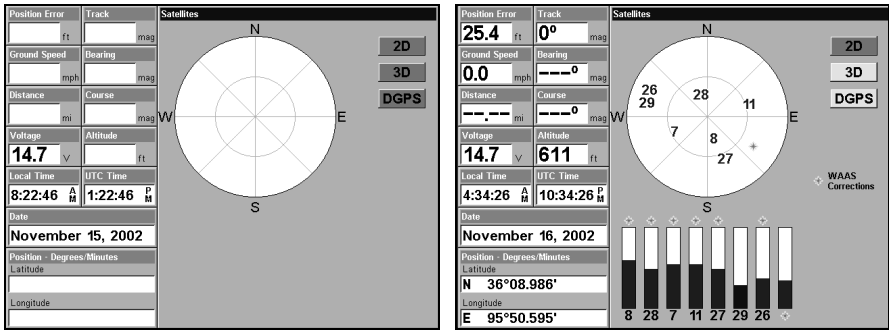 Position Error Track Satellites
ft mag
Ground Speed Bearing
mph mag
Distance Course
mi mag
Voltage Altitude
14.7 V ft
Local Time UTC Time
8:22:46 AM 1:22:46 PM
Date
November 15, 2002
Position - Degrees/Minutes
Latitude
Longitude
N
W E
S
2D
3D
DGPS
Position Error Track Satellites
25.4 ft 0° mag
Ground Speed Bearing
0.0 mph ---° mag
Distance Course
--.-- mi ---° mag
Voltage Altitude
14.7 V 611 ft
Local Time UTC Time
4:34:26 AM 10:34:26 PM
Date
November 16, 2002
Position - Degrees/Minutes
Latitude
N 36°08.986'
Longitude
E 95°50.595'
N
26
29 28 11
W E
7 8
27
S
2D
3D
DGPS
WAAS
Corrections
8 28 7 11 27 29 26